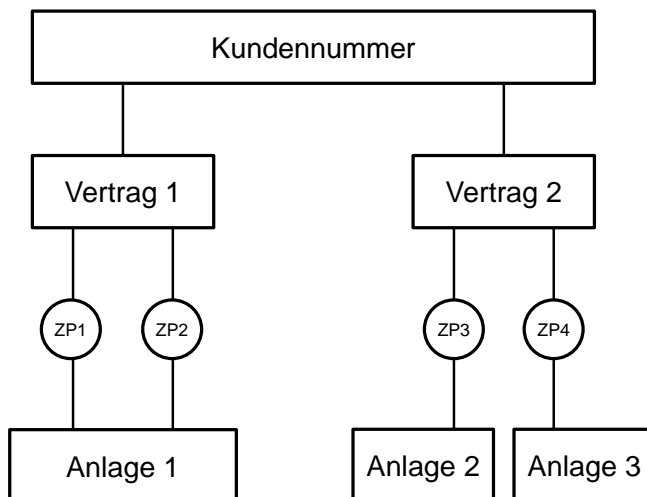 Kundennummer
Vertrag 1
Vertrag 2
ZP1
ZP2
ZP3
ZP4
Anlage 1
Anlage 2
Anlage 3